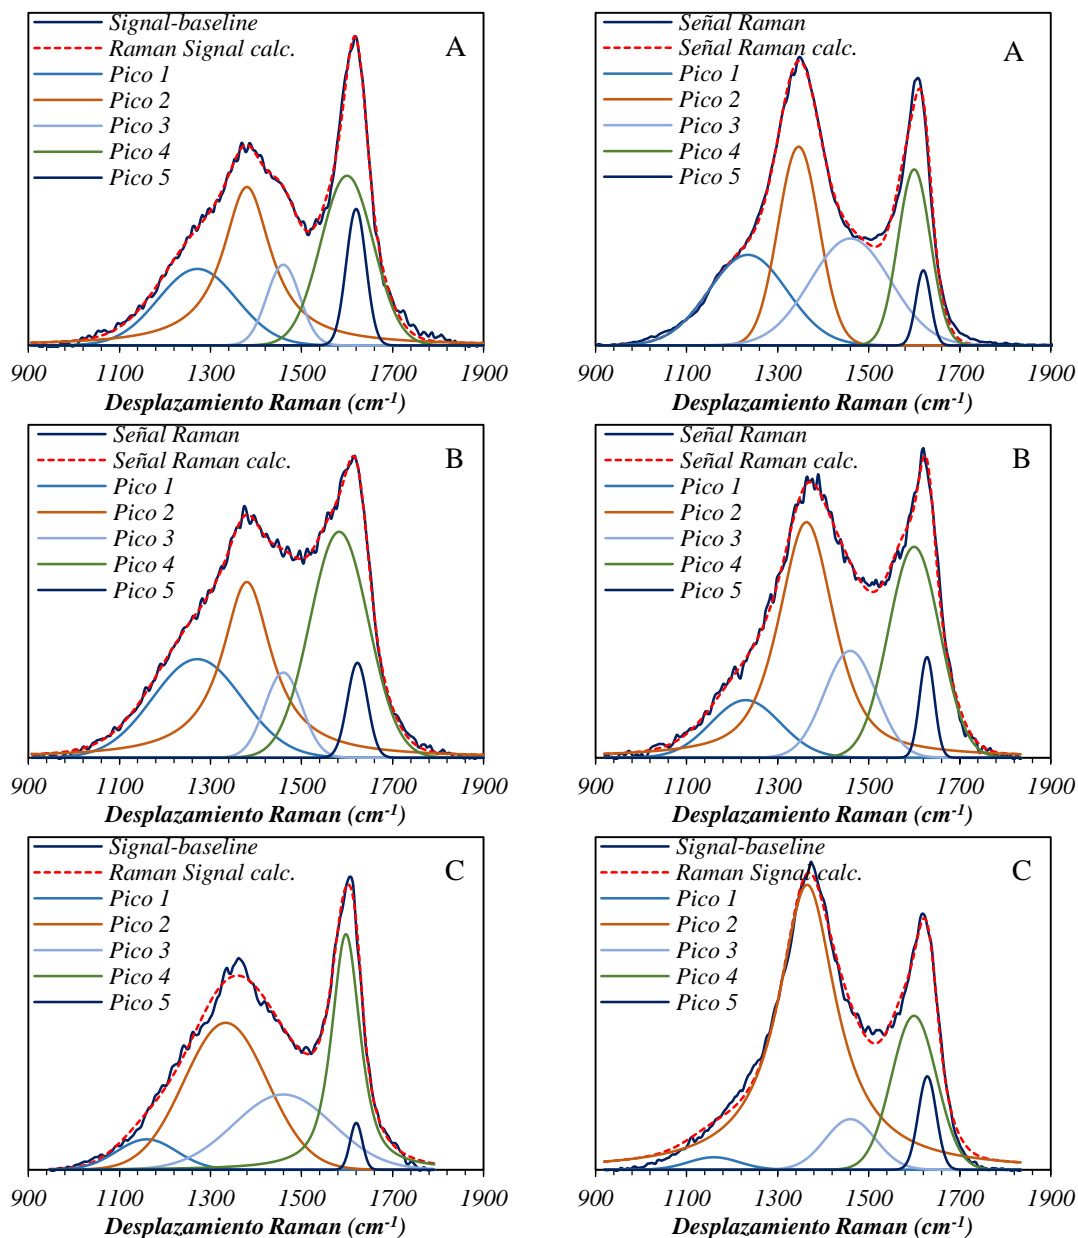 Signal-baseline
Raman Signal calc.
Pico 1
Pico 2
Pico 3
Pico 4
Pico 5
A
900 1100 1300 1500 1700 1900
Desplazamiento Raman (cm-1)
Señal Raman
Señal Raman calc.
Pico 1
Pico 2
Pico 3
Pico 4
Pico 5
A
900 1100 1300 1500 1700 1900
Desplazamiento Raman (cm-1)
Señal Raman
Señal Raman calc.
Pico 1
Pico 2
Pico 3
Pico 4
Pico 5
B
900 1100 1300 1500 1700 1900
Desplazamiento Raman (cm-1)
Señal Raman
Señal Raman calc.
Pico 1
Pico 2
Pico 3
Pico 4
Pico 5
B
900 1100 1300 1500 1700 1900
Desplazamiento Raman (cm-1)
Signal-baseline
Raman Signal calc.
Pico 1
Pico 2
Pico 3
Pico 4
Pico 5
C
900 1100 1300 1500 1700 1900
Desplazamiento Raman (cm-1)
Signal-baseline
Raman Signal calc.
Pico 1
Pico 2
Pico 3
Pico 4
Pico 5
C
900 1100 1300 1500 1700 1900
Desplazamiento Raman (cm-1)